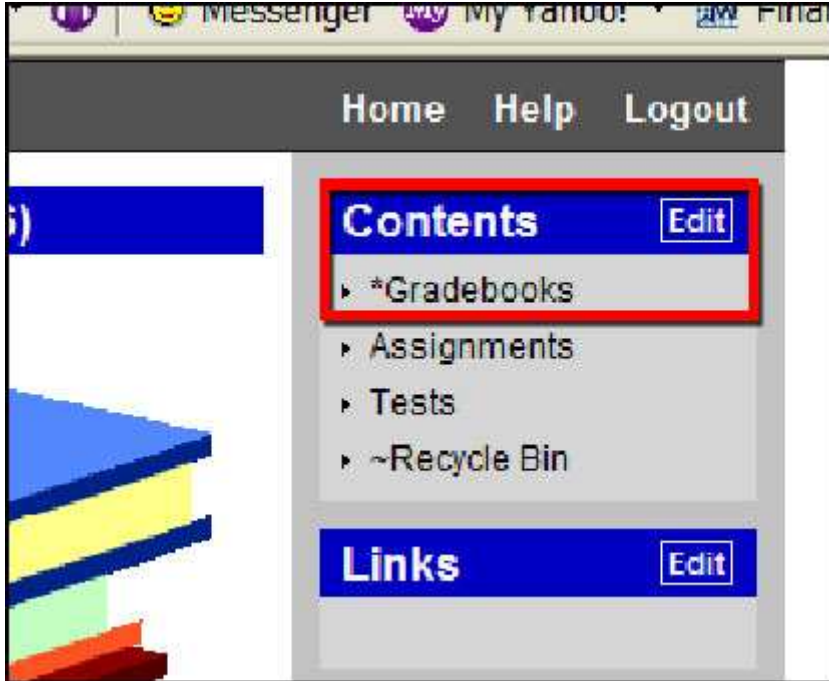 Messenger My Yahoo!
Home Help Logout
Contents Edit
*Gradebooks
Assignments
Tests
~Recycle Bin
Links Edit